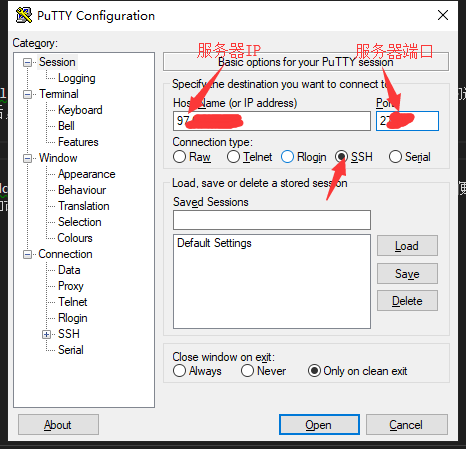 PuTTY Configuration
Category:
Session
Logging
Terminal
Keyboard
Bell
Features
Window
Appearance
Behaviour
Translation
Selection
Colours
Connection
Data
Proxy
Telnet
Rlogin
SSH
Serial
服务器IP
服务器端口
Basic options for your PuTTY session
Specify the destination you want to connect to
Host Name (or IP address)
Port
97
27
Connection type:
Raw Telnet Rlogin SSH Serial
Load, save or delete a stored session
Saved Sessions
Default Settings
Load
Save
Delete
Close window on exit:
Always Never Only on clean exit
About Open Cancel